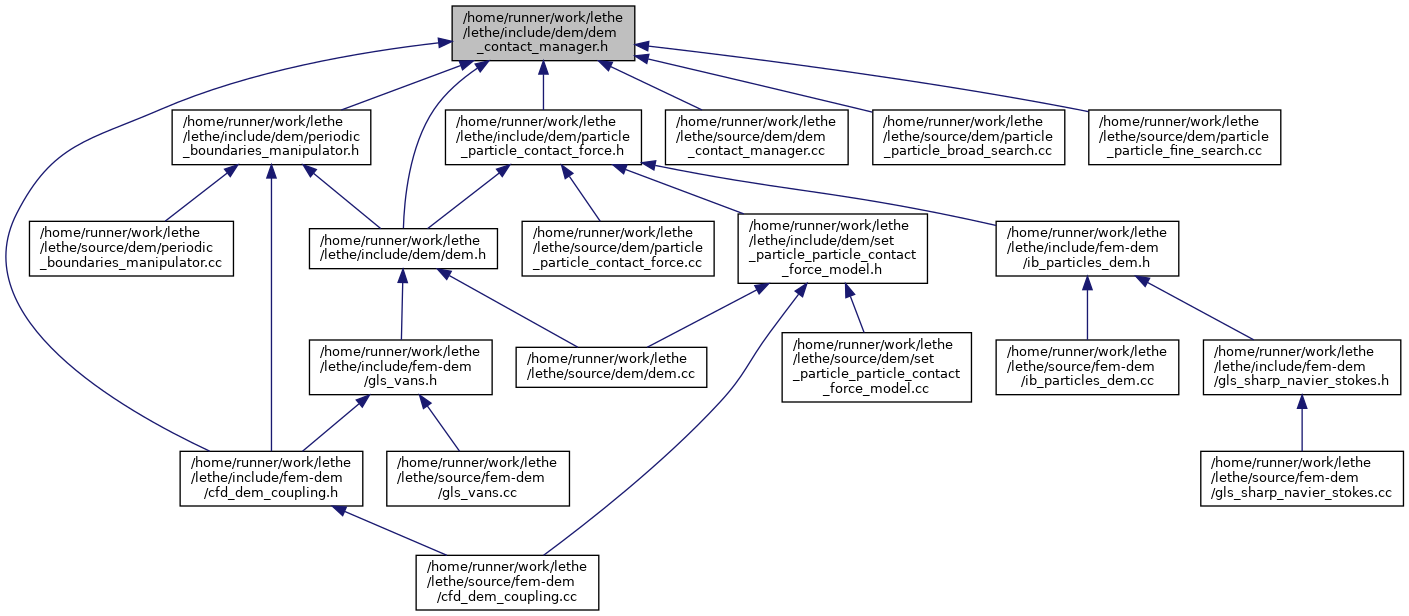 /home/runner/work/lethe
/lethe/include/dem/dem
_contact_manager.h
/home/runner/work/lethe
/lethe/include/dem/periodic
_boundaries_manipulator.h
/home/runner/work/lethe
/lethe/include/dem/particle
_particle_contact_force.h
/home/runner/work/lethe
/lethe/source/dem/dem
_contact_manager.cc
/home/runner/work/lethe
/lethe/source/dem/particle
_particle_broad_search.cc
/home/runner/work/lethe
/lethe/source/dem/particle
_particle_fine_search.cc
/home/runner/work/lethe
/lethe/source/dem/periodic
_boundaries_manipulator.cc
/home/runner/work/lethe
/lethe/include/dem/dem.h
/home/runner/work/lethe
/lethe/source/dem/particle
_particle_contact_force.cc
/home/runner/work/lethe
/lethe/include/dem/set
_particle_particle_contact
_force_model.h
/home/runner/work/lethe
/lethe/include/fem-dem
/ib_particles_dem.h
/home/runner/work/lethe
/lethe/include/fem-dem
/gls_vans.h
/home/runner/work/lethe
/lethe/source/dem/dem.cc
/home/runner/work/lethe
/lethe/source/dem/set
_particle_particle_contact
_force_model.cc
/home/runner/work/lethe
/lethe/source/fem-dem
/ib_particles_dem.cc
/home/runner/work/lethe
/lethe/include/fem-dem
/gls_sharp_navier_stokes.h
/home/runner/work/lethe
/lethe/include/fem-dem
/cfd_dem_coupling.h
/home/runner/work/lethe
/lethe/source/fem-dem
/gls_vans.cc
/home/runner/work/lethe
/lethe/source/fem-dem
/gls_sharp_navier_stokes.cc
/home/runner/work/lethe
/lethe/source/fem-dem
/cfd_dem_coupling.cc